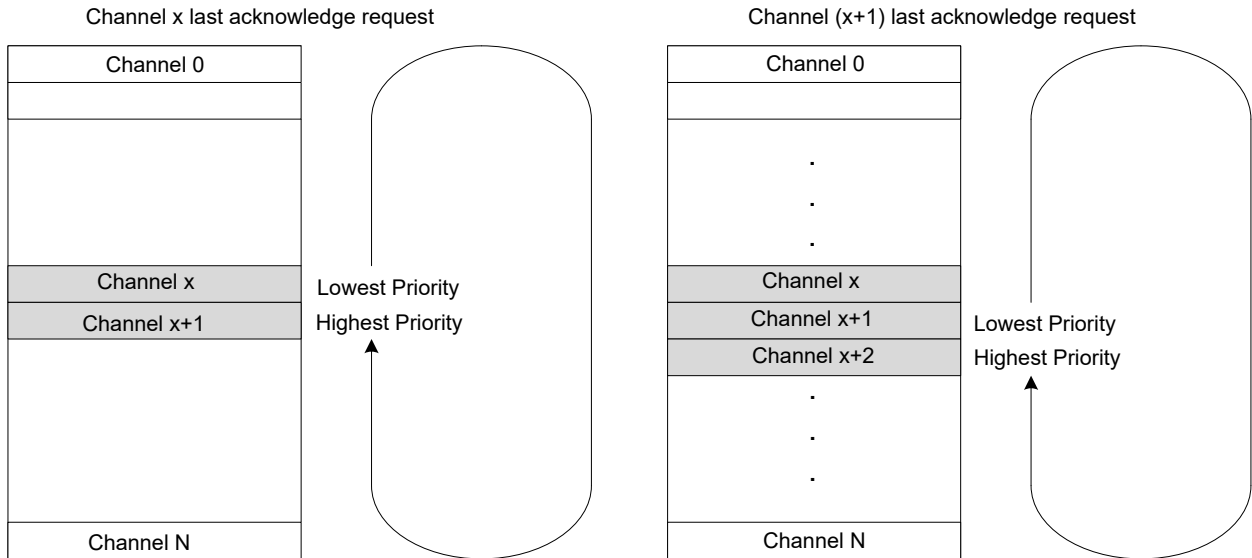 Channel x last acknowledge request
Channel 0
Channel x
Lowest Priority
Channel x+1
Highest Priority
Channel N
Channel (x+1) last acknowledge request
Channel 0
.
.
.
Channel x
Channel x+1
Lowest Priority
Channel x+2
Highest Priority
.
.
.
Channel N